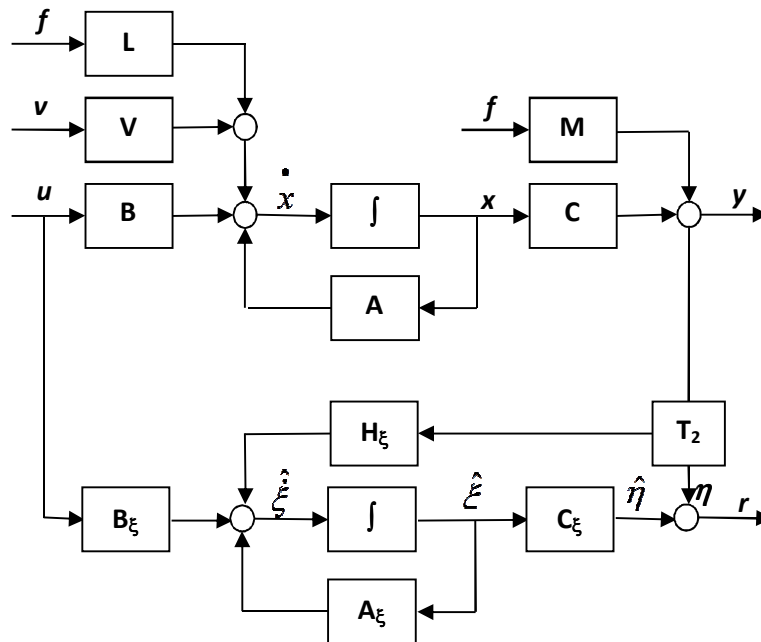 f L
v V f M
ẋ
u B ∫ x C y
A
H_ξ T₂
ξ̂̇ ξ̂ η̂ η
B_ξ ∫ C_ξ r
A_ξ